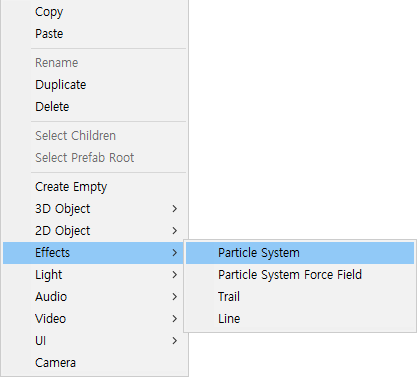 Copy
Paste
Rename
Duplicate
Delete
Select Children
Select Prefab Root
Create Empty
3D Object
2D Object
Effects
Light
Audio
Video
UI
Camera
Particle System
Particle System Force Field
Trail
Line